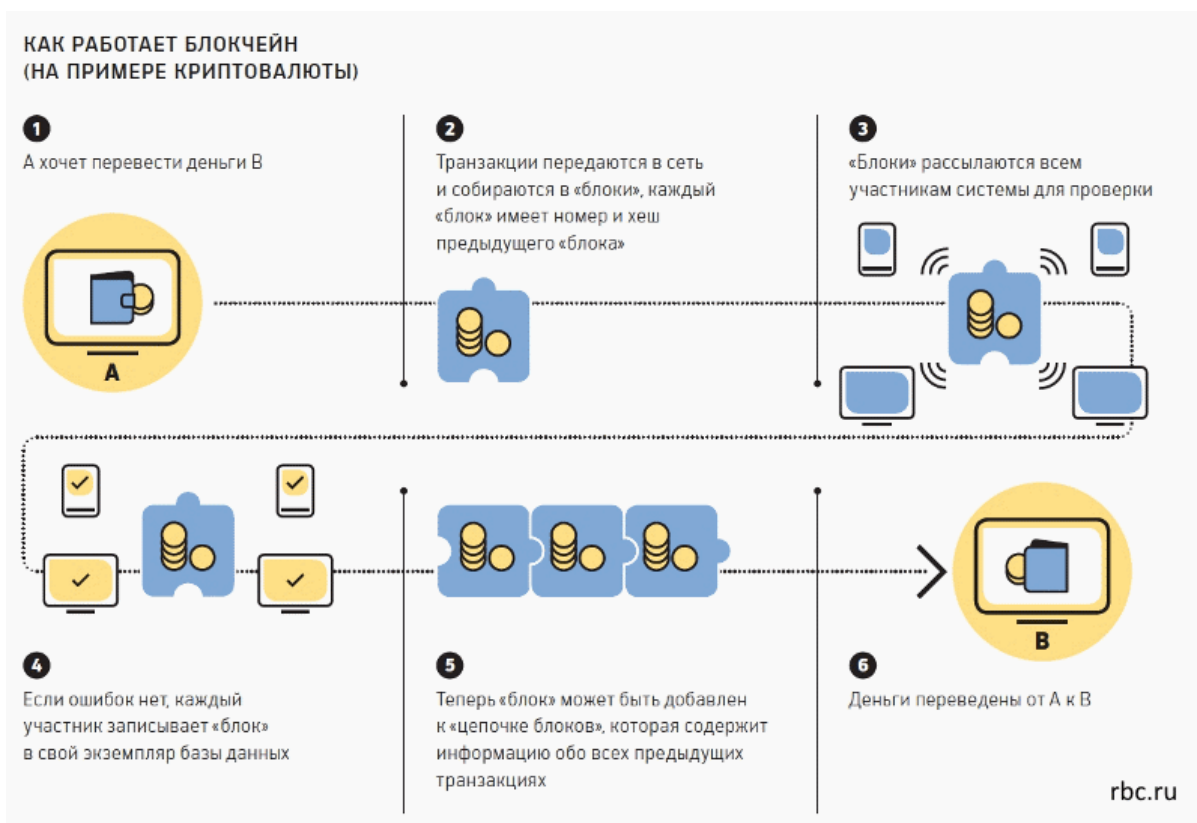 КАК РАБОТАЕТ БЛОКЧЕЙН
(НА ПРИМЕРЕ КРИПТОВАЛЮТЫ)
1
А хочет перевести деньги В
A
2
Транзакции передаются в сеть
и собираются в «блоки», каждый
«блок» имеет номер и хеш
предыдущего «блока»
3
«Блоки» рассылаются всем
участникам системы для проверки
4
Если ошибок нет, каждый
участник записывает «блок»
в свой экземпляр базы данных
5
Теперь «блок» может быть добавлен
к «цепочке блоков», которая содержит
информацию обо всех предыдущих
транзакциях
B
6
Деньги переведены от А к В
rbc.ru